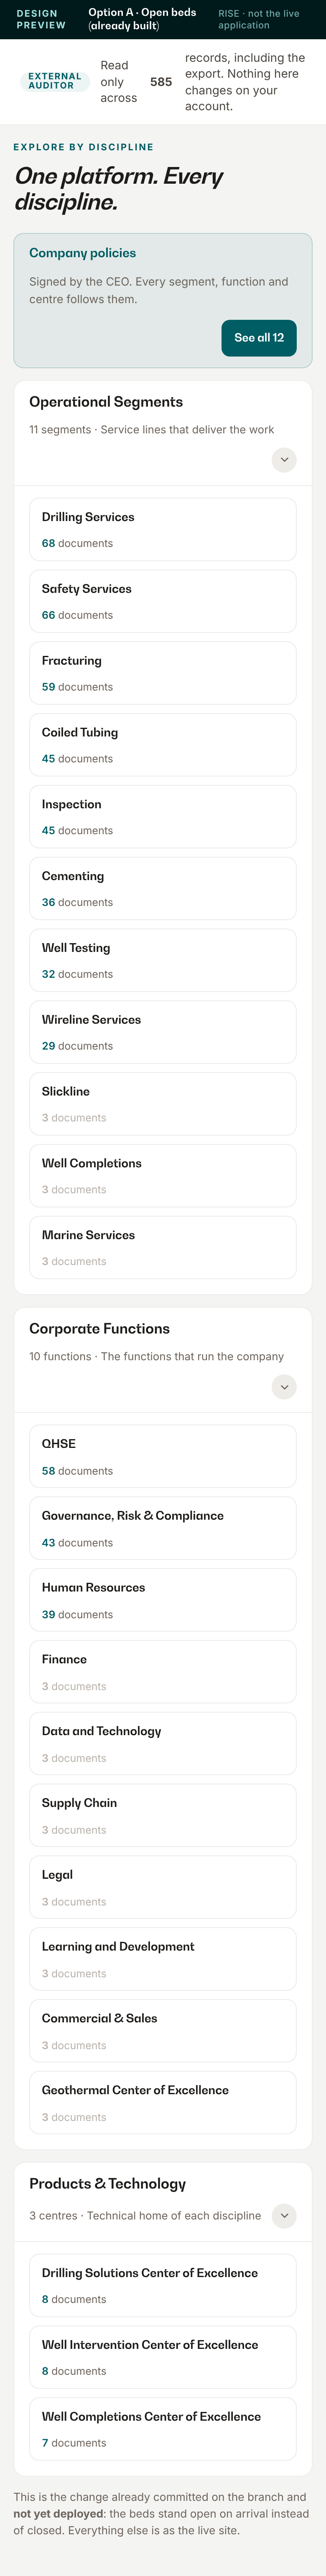 DESIGN PREVIEW
Option A · Open beds (already built)
RISE · not the live application
EXTERNAL AUDITOR
Read only across
585
records, including the export. Nothing here changes on your account.
EXPLORE BY DISCIPLINE
One platform. Every
discipline.
Company policies
Signed by the CEO. Every segment, function and
centre follows them.
See all 12
Operational Segments
11 segments · Service lines that deliver the work
Drilling Services
68 documents
Safety Services
66 documents
Fracturing
59 documents
Coiled Tubing
45 documents
Inspection
45 documents
Cementing
36 documents
Well Testing
32 documents
Wireline Services
29 documents
Slickline
3 documents
Well Completions
3 documents
Marine Services
3 documents
Corporate Functions
10 functions · The functions that run the company
QHSE
58 documents
Governance, Risk & Compliance
43 documents
Human Resources
39 documents
Finance
3 documents
Data and Technology
3 documents
Supply Chain
3 documents
Legal
3 documents
Learning and Development
3 documents
Commercial & Sales
3 documents
Geothermal Center of Excellence
3 documents
Products & Technology
3 centres · Technical home of each discipline
Drilling Solutions Center of Excellence
8 documents
Well Intervention Center of Excellence
8 documents
Well Completions Center of Excellence
7 documents
This is the change already committed on the branch and
not yet deployed: the beds stand open on arrival instead
of closed. Everything else is as the live site.